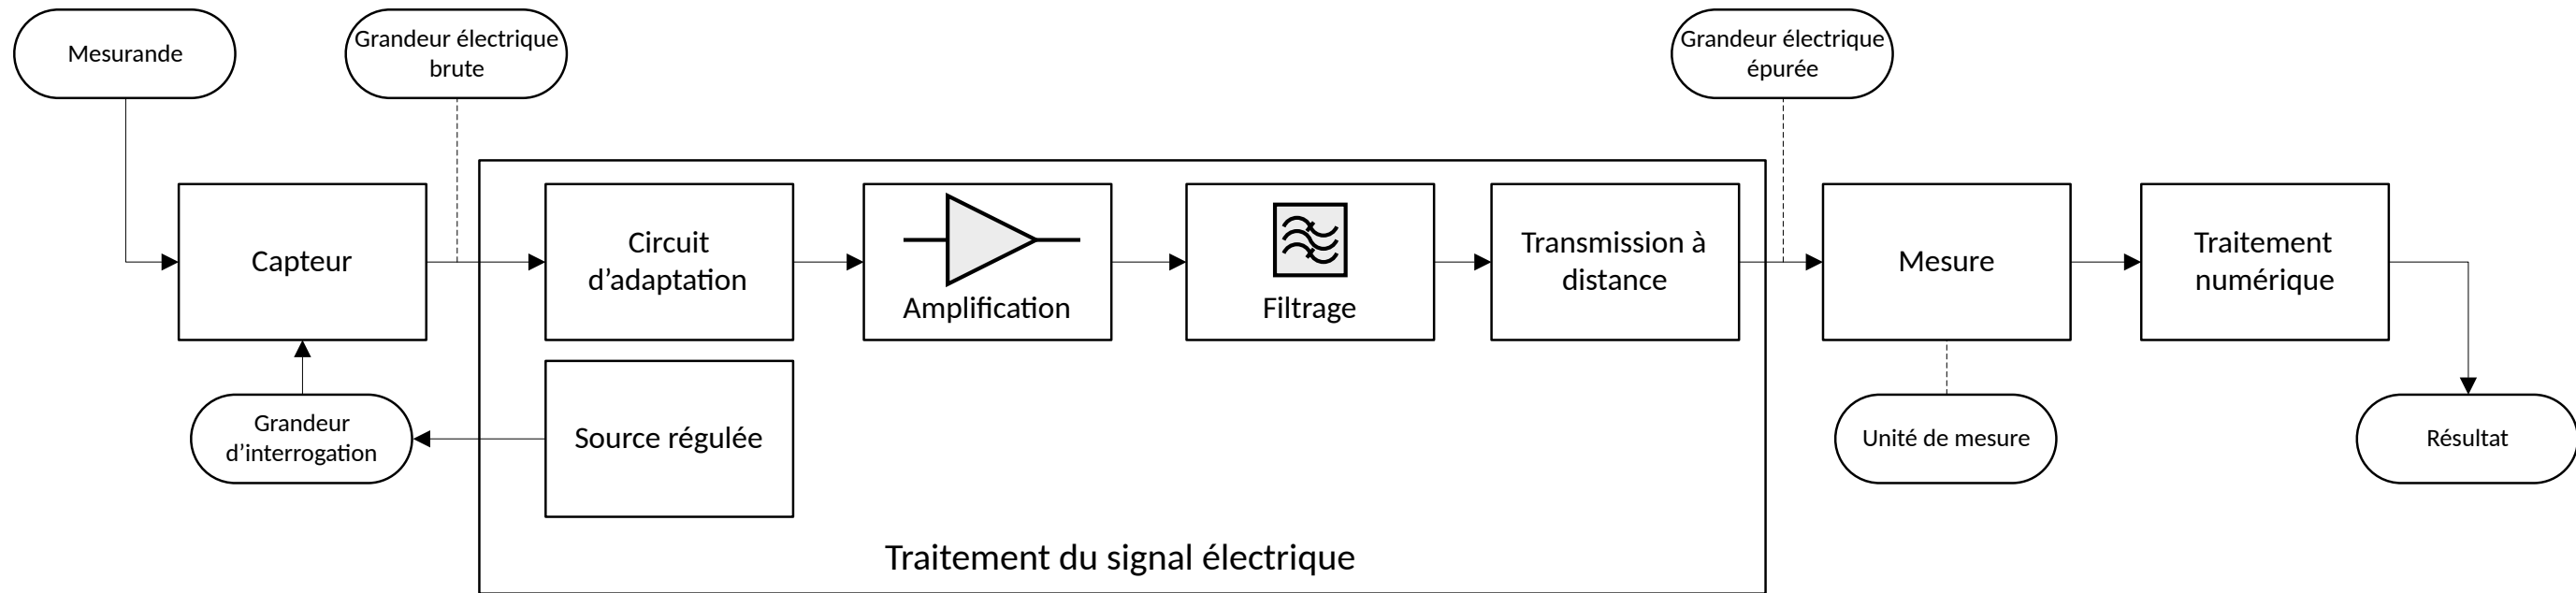 Mesurande
Grandeur électrique
brute
Grandeur électrique
épurée
Capteur
Circuit
d’adaptation
Amplification
Filtrage
Transmission à
distance
Mesure
Traitement
numérique
Grandeur
d’interrogation
Source régulée
Unité de mesure
Résultat
Traitement du signal électrique